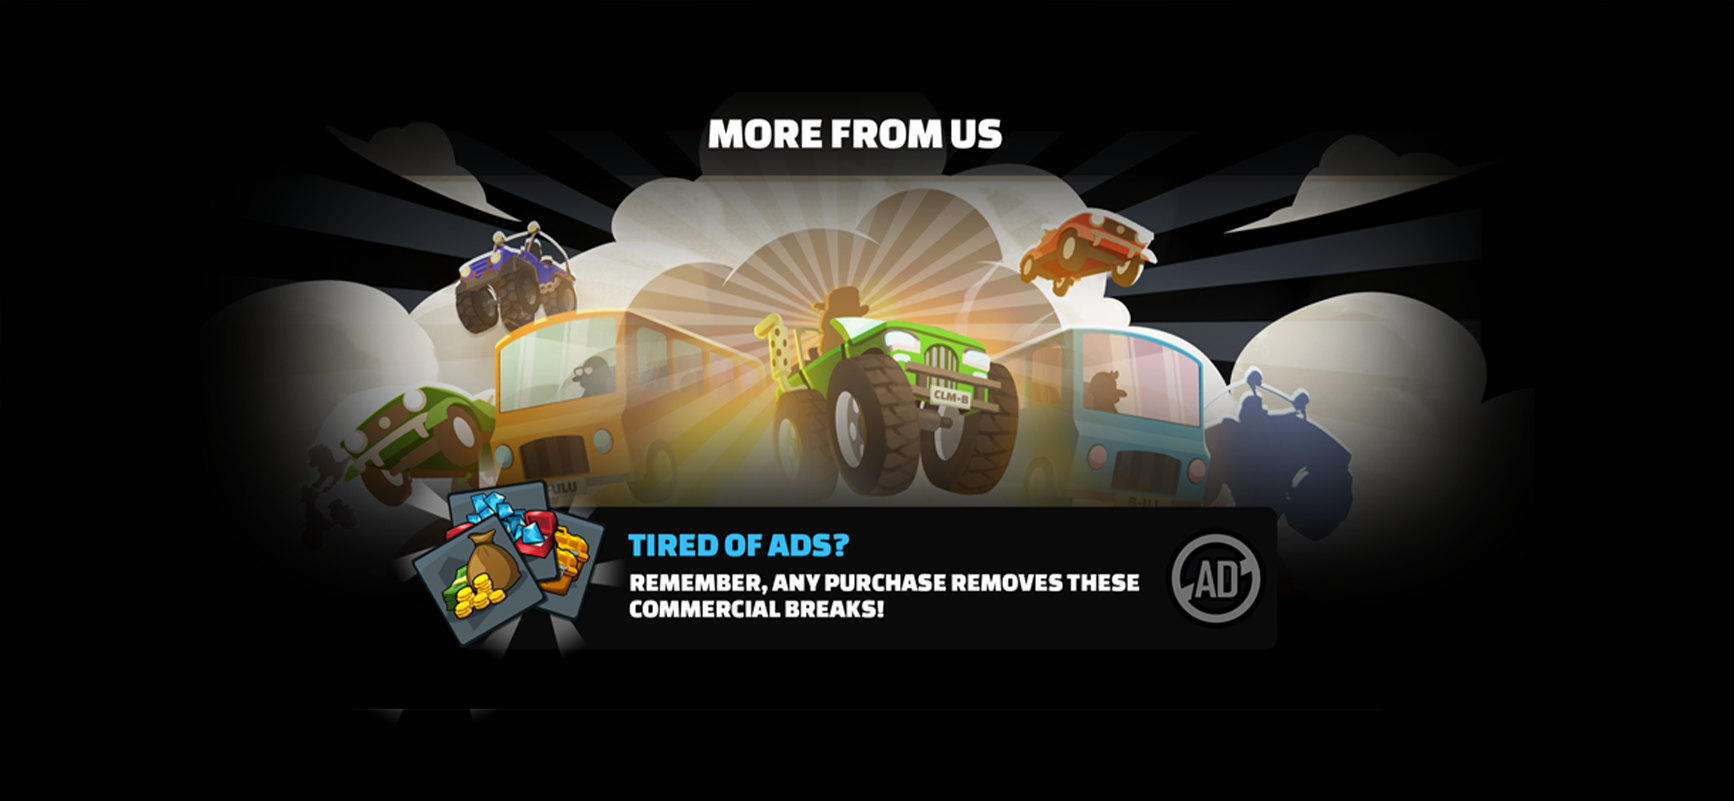 MORE FROM US
CLM-B
TIRED OF ADS?
REMEMBER, ANY PURCHASE REMOVES THESE
COMMERCIAL BREAKS!
AD